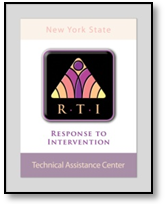 New York State
R·T·I
RESPONSE TO
INTERVENTION
Technical Assistance Center